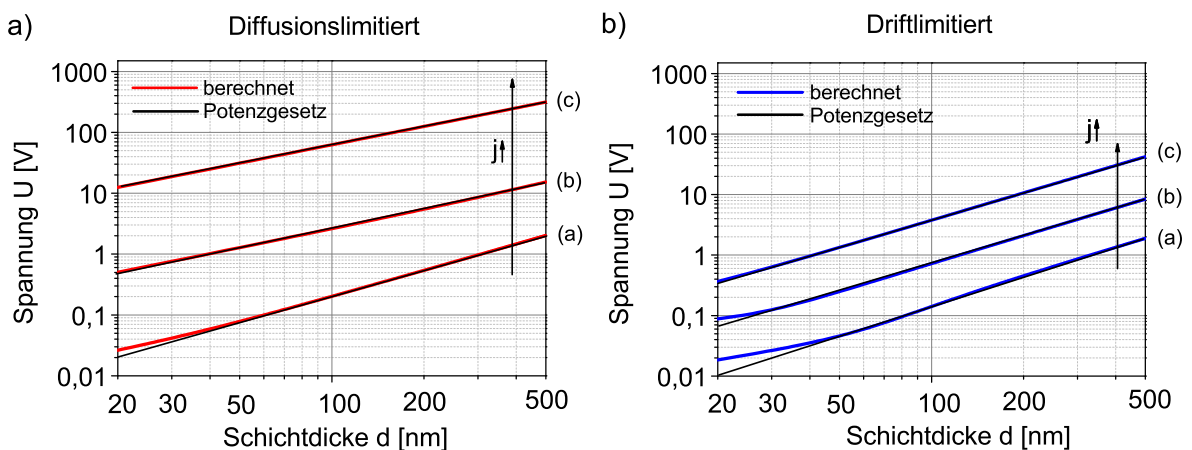 a)
Diffusionslimitiert
Spannung U [V]
1000
100
10
1
0,1
0,01
berechnet
Potenzgesetz
j
(c)
(b)
(a)
20 30 50 100 200 500
Schichtdicke d [nm]
b)
Driftlimitiert
Spannung U [V]
1000
100
10
1
0,1
0,01
berechnet
Potenzgesetz
j
(c)
(b)
(a)
20 30 50 100 200 500
Schichtdicke d [nm]